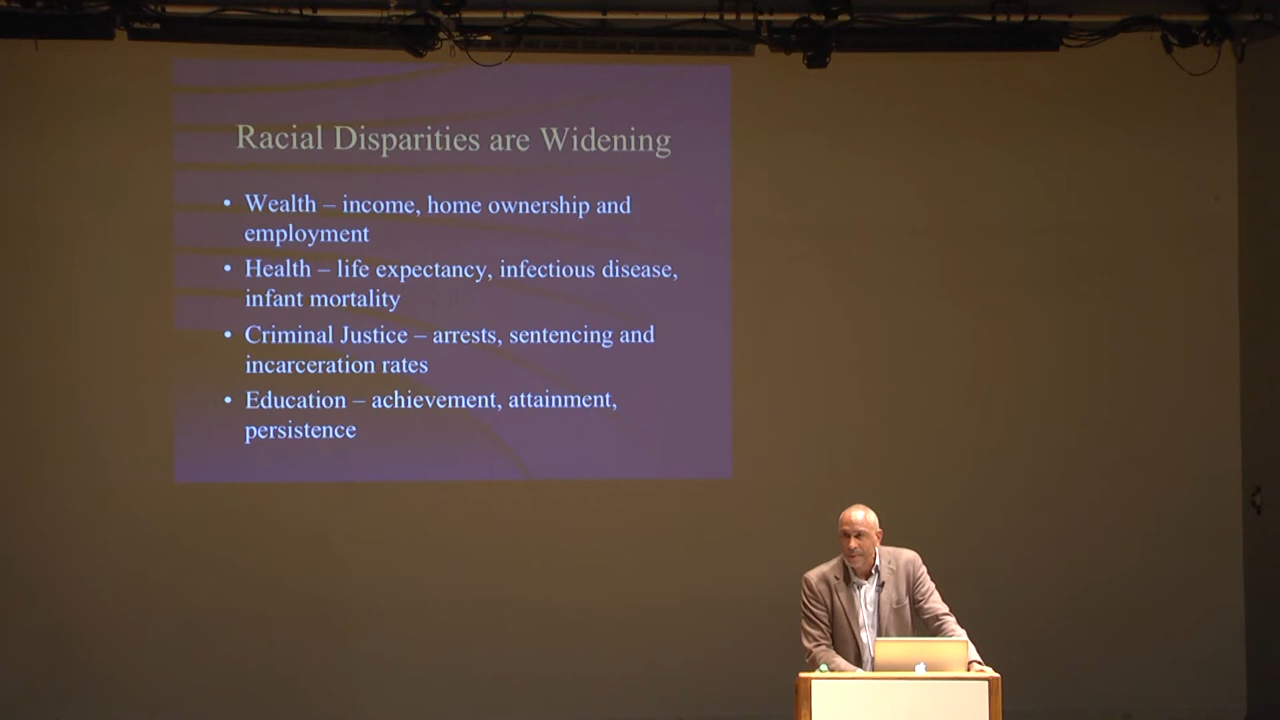 Racial Disparities are Widening
• Wealth – income, home ownership and
employment
• Health – life expectancy, infectious disease,
infant mortality
• Criminal Justice – arrests, sentencing and
incarceration rates
• Education – achievement, attainment,
persistence